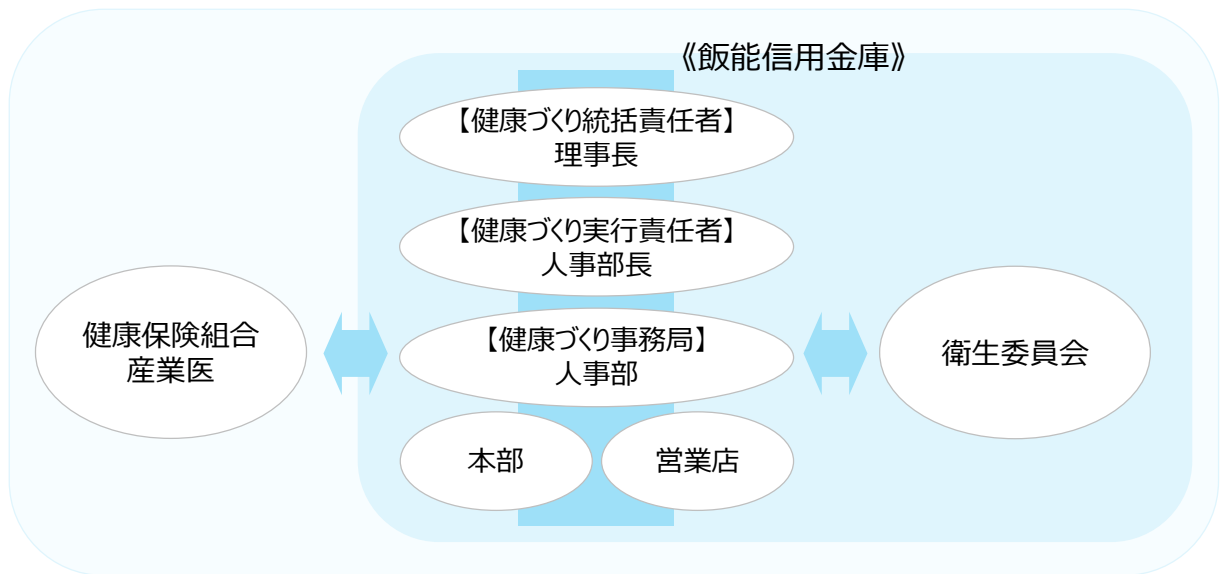 《飯能信用金庫》
【健康づくり統括責任者】
理事長
【健康づくり実行責任者】
人事部長
健康保険組合
産業医
【健康づくり事務局】
人事部
衛生委員会
本部
営業店